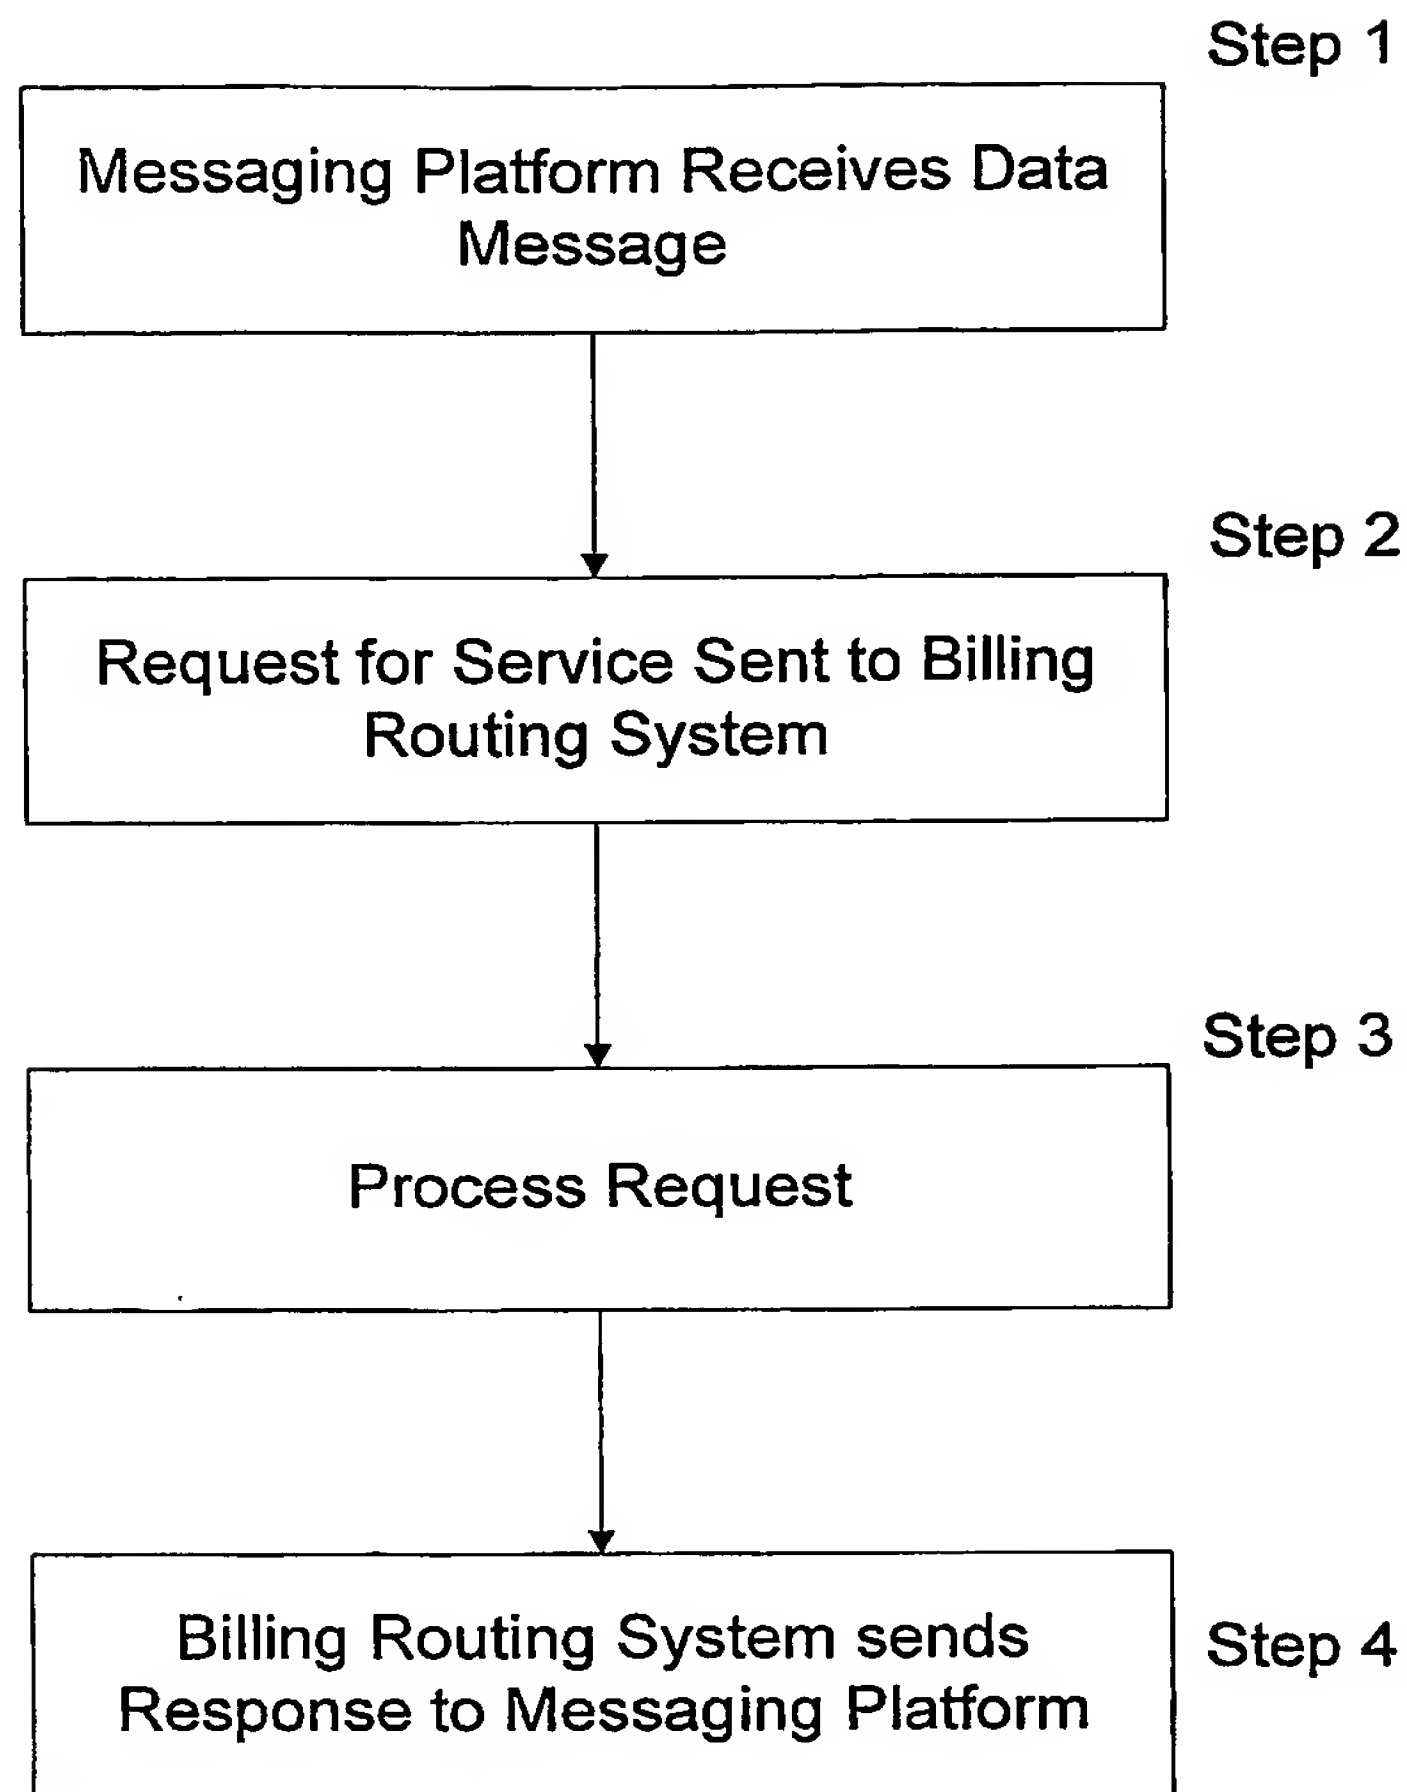 Step 1
Messaging Platform Receives Data
Message
Step 2
Request for Service Sent to Billing
Routing System
Step 3
Process Request
Billing Routing System sends
Response to Messaging Platform
Step 4